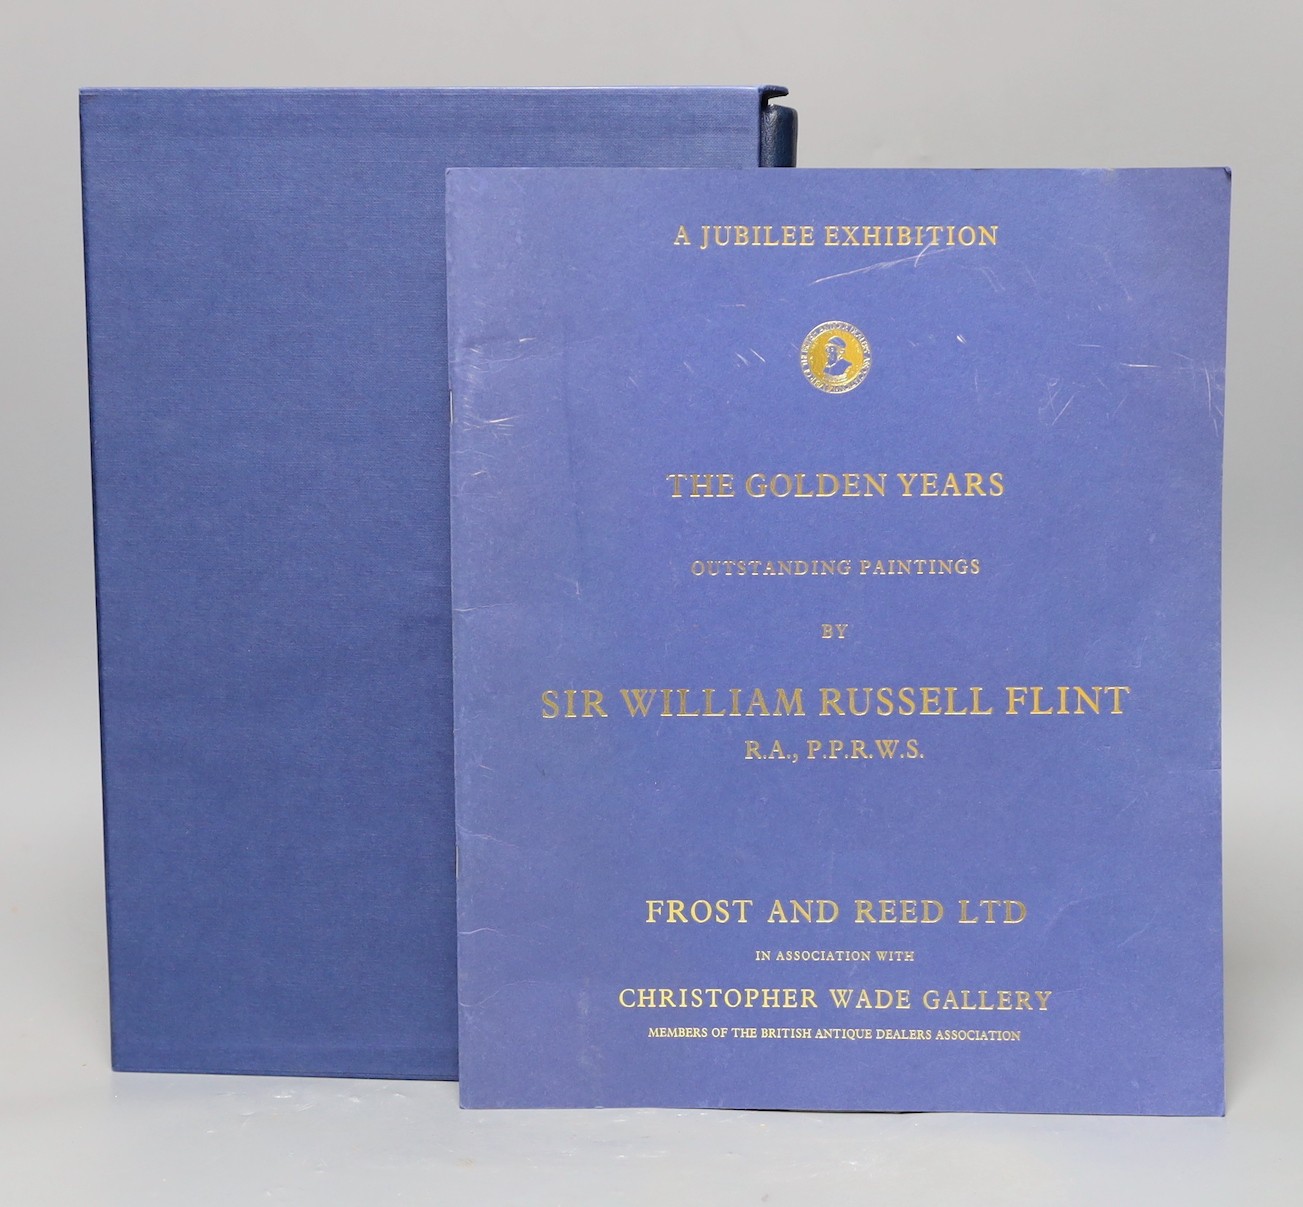 A JUBILEE EXHIBITION
THE GOLDEN YEARS
OUTSTANDING PAINTINGS
BY
SIR WILLIAM RUSSELL FLINT
R.A., P.P.R.W.S.
FROST AND REED LTD
IN ASSOCIATION WITH
CHRISTOPHER WADE GALLERY
MEMBERS OF THE BRITISH ANTIQUE DEALERS ASSOCIATION